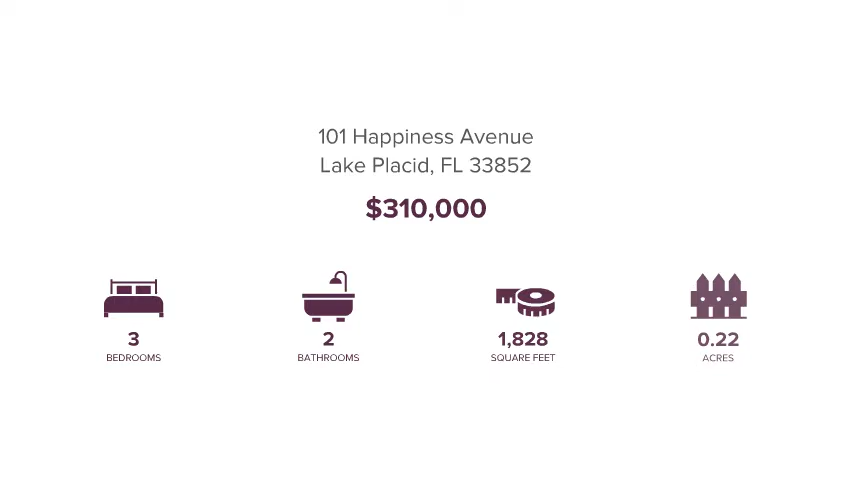 101 Happiness Avenue
Lake Placid, FL 33852
$310,000
3
BEDROOMS
2
BATHROOMS
1,828
SQUARE FEET
0.22
ACRES